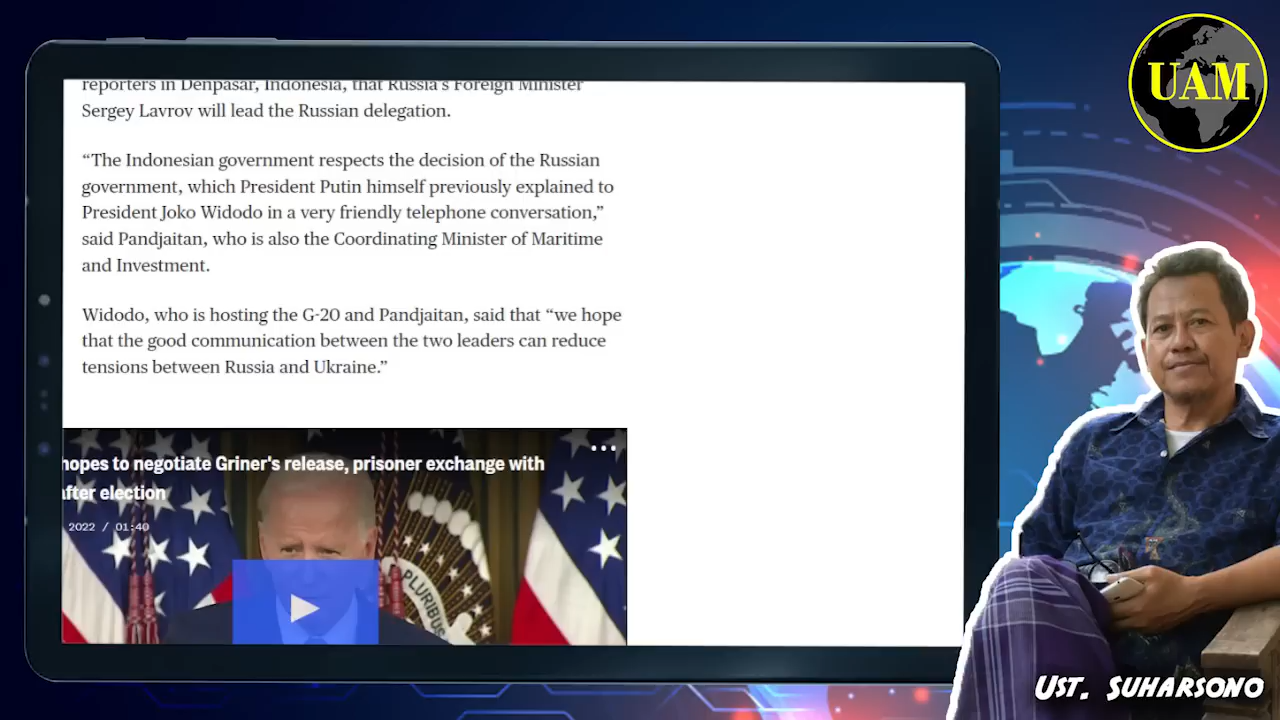 UAM
reporters in Denpasar, Indonesia, that Russia's Foreign Minister
Sergey Lavrov will lead the Russian delegation.
“The Indonesian government respects the decision of the Russian
government, which President Putin himself previously explained to
President Joko Widodo in a very friendly telephone conversation,”
said Pandjaitan, who is also the Coordinating Minister of Maritime
and Investment.
Widodo, who is hosting the G-20 and Pandjaitan, said that “we hope
that the good communication between the two leaders can reduce
tensions between Russia and Ukraine.”
hopes to negotiate Griner's release, prisoner exchange with
after election
2022 / 01:40
PLURIBUS
Ust. Suharsono